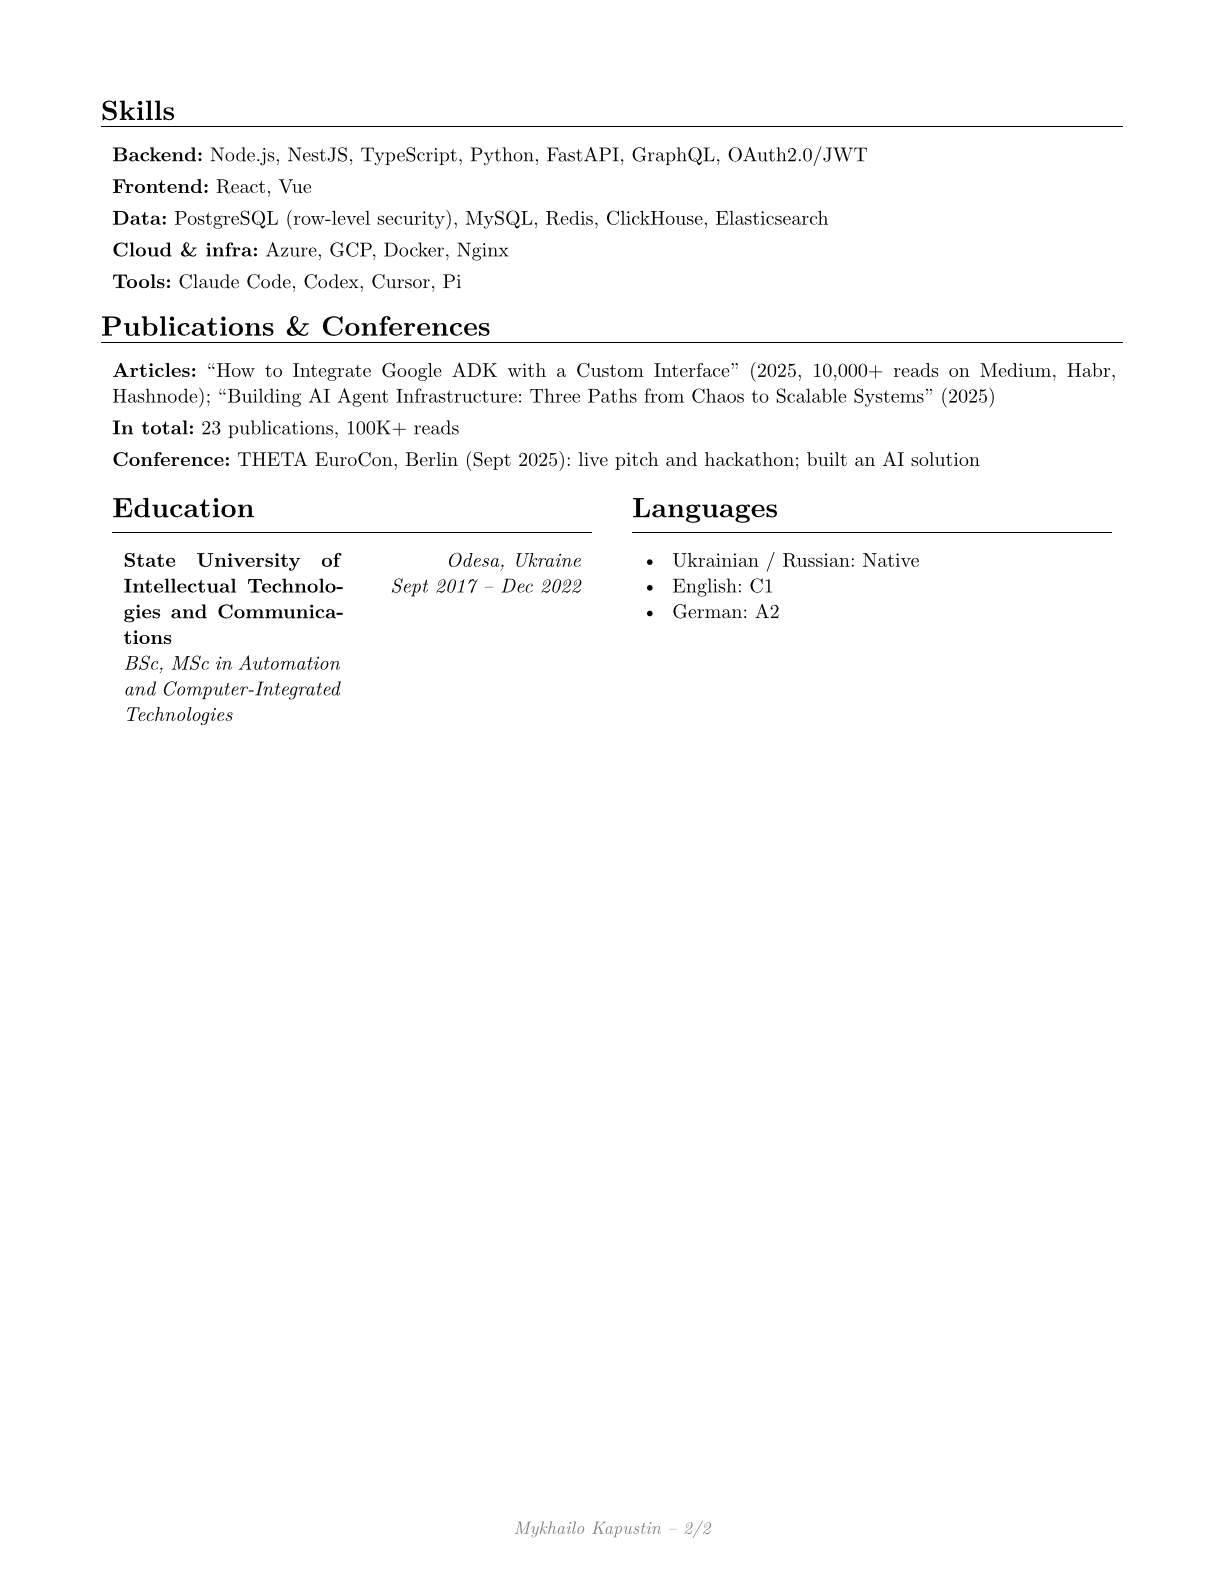 Skills
Backend: Node.js, NestJS, TypeScript, Python, FastAPI, GraphQL, OAuth2.0/JWT
Frontend: React, Vue
Data: PostgreSQL (row-level security), MySQL, Redis, ClickHouse, Elasticsearch
Cloud & infra: Azure, GCP, Docker, Nginx
Tools: Claude Code, Codex, Cursor, Pi
Publications & Conferences
Articles: “How to Integrate Google ADK with a Custom Interface” (2025, 10,000+ reads on Medium, Habr,
Hashnode); “Building AI Agent Infrastructure: Three Paths from Chaos to Scalable Systems” (2025)
In total: 23 publications, 100K+ reads
Conference: THETA EuroCon, Berlin (Sept 2025): live pitch and hackathon; built an AI solution
Education
State University of
Intellectual Technolo-
gies and Communica-
tions
BSc, MSc in Automation
and Computer-Integrated
Technologies
Odesa, Ukraine
Sept 2017 – Dec 2022
Languages
• Ukrainian / Russian: Native
• English: C1
• German: A2
Mykhailo Kapustin – 2/2